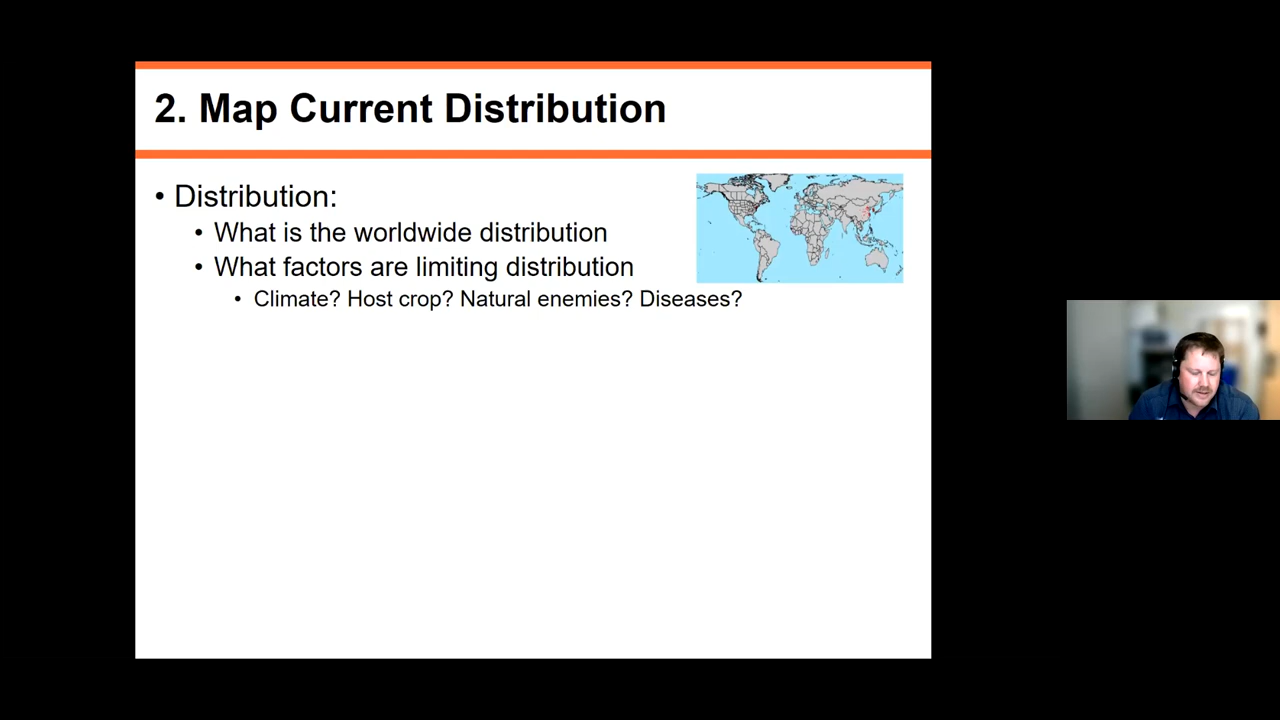 2. Map Current Distribution
• Distribution:
• What is the worldwide distribution
• What factors are limiting distribution
• Climate? Host crop? Natural enemies? Diseases?